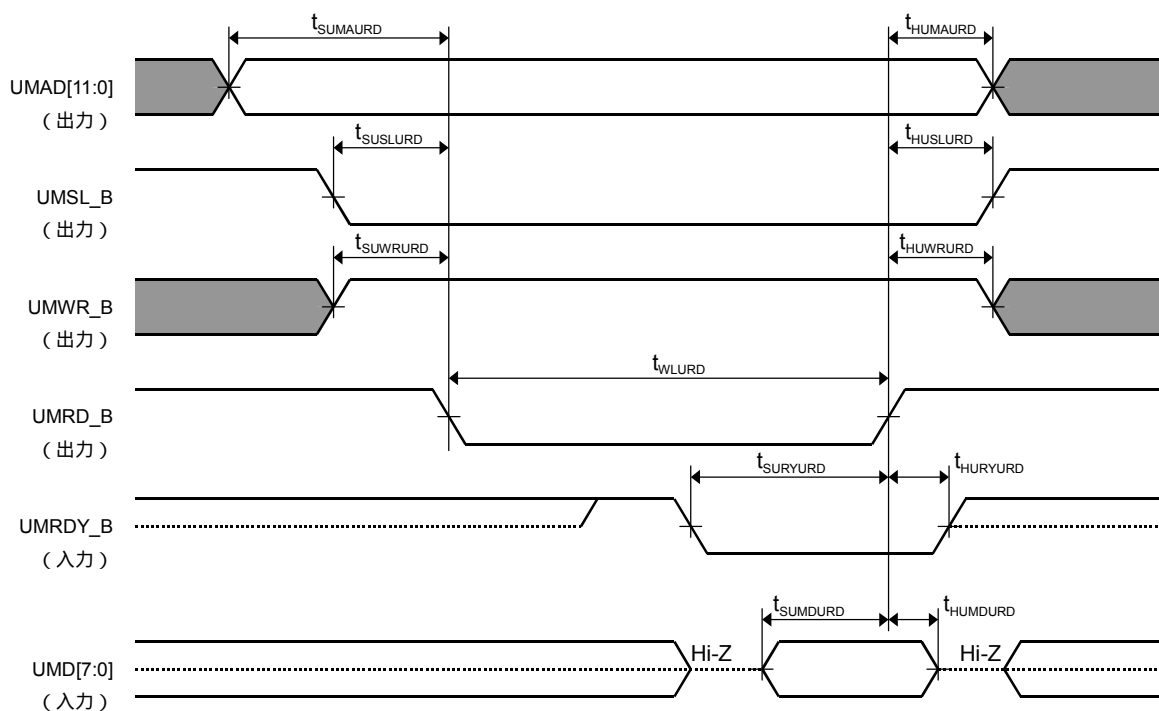 tSUMAURD
tHUMAURD
UMAD[11:0]
（出力）
tSUSLURD
tHUSLURD
UMSL_B
（出力）
tSUWRURD
tHUWRURD
UMWR_B
（出力）
tWLURD
UMRD_B
（出力）
tSURYURD
tHURYURD
UMRDY_B
（入力）
tSUMDURD
tHUMDURD
Hi-Z
Hi-Z
UMD[7:0]
（入力）